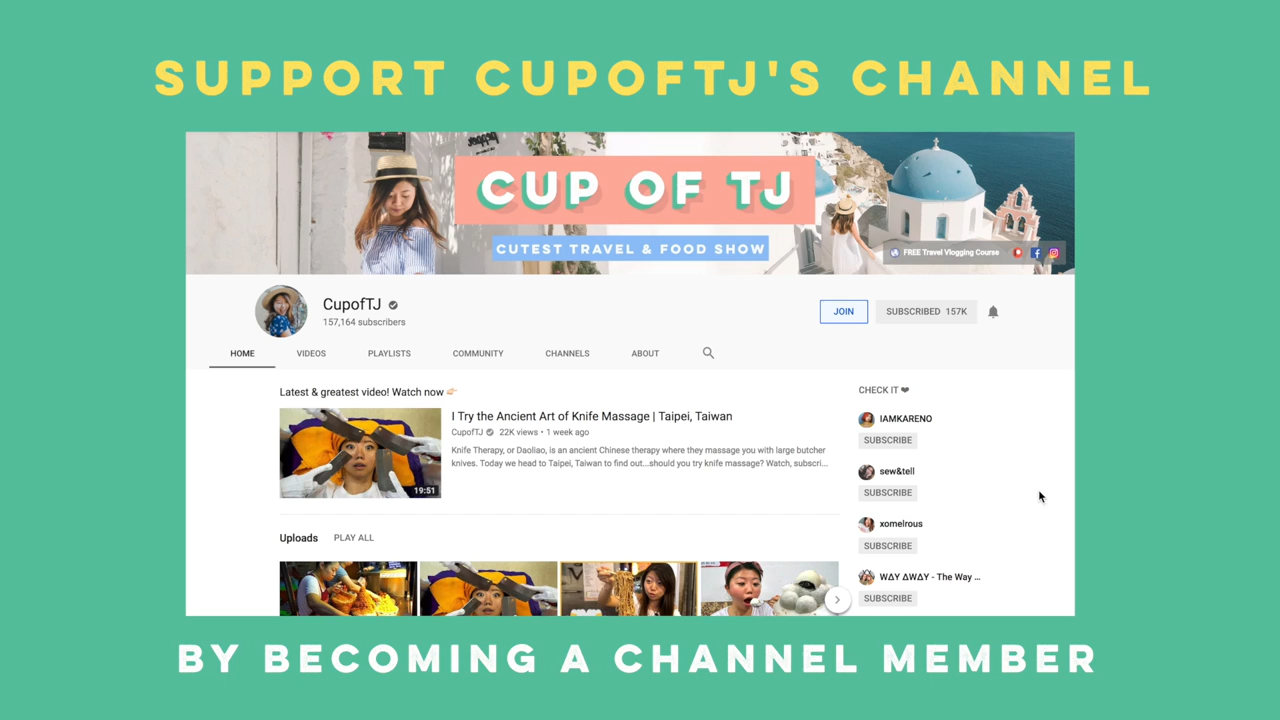 SUPPORT CUPOFTJ'S CHANNEL
CUP OF TJ
CUTEST TRAVEL & FOOD SHOW
FREE Travel Vlogging Course
CupofTJ
157,164 subscribers
JOIN
SUBSCRIBED 157K
HOME VIDEOS PLAYLISTS COMMUNITY CHANNELS ABOUT
Latest & greatest video! Watch now
I Try the Ancient Art of Knife Massage | Taipei, Taiwan
CupofTJ 22K views • 1 week ago
Knife Therapy, or Daoliao, is an ancient Chinese therapy where they massage you with large butcher
knives. Today we head to Taipei, Taiwan to find out...should you try knife massage? Watch, subscri...
19:51
Uploads PLAY ALL
CHECK IT ❤
IAMKARENO
SUBSCRIBE
sew&tell
SUBSCRIBE
xomelrous
SUBSCRIBE
WΔY ΔWΔY - The Way ...
SUBSCRIBE
BY BECOMING A CHANNEL MEMBER